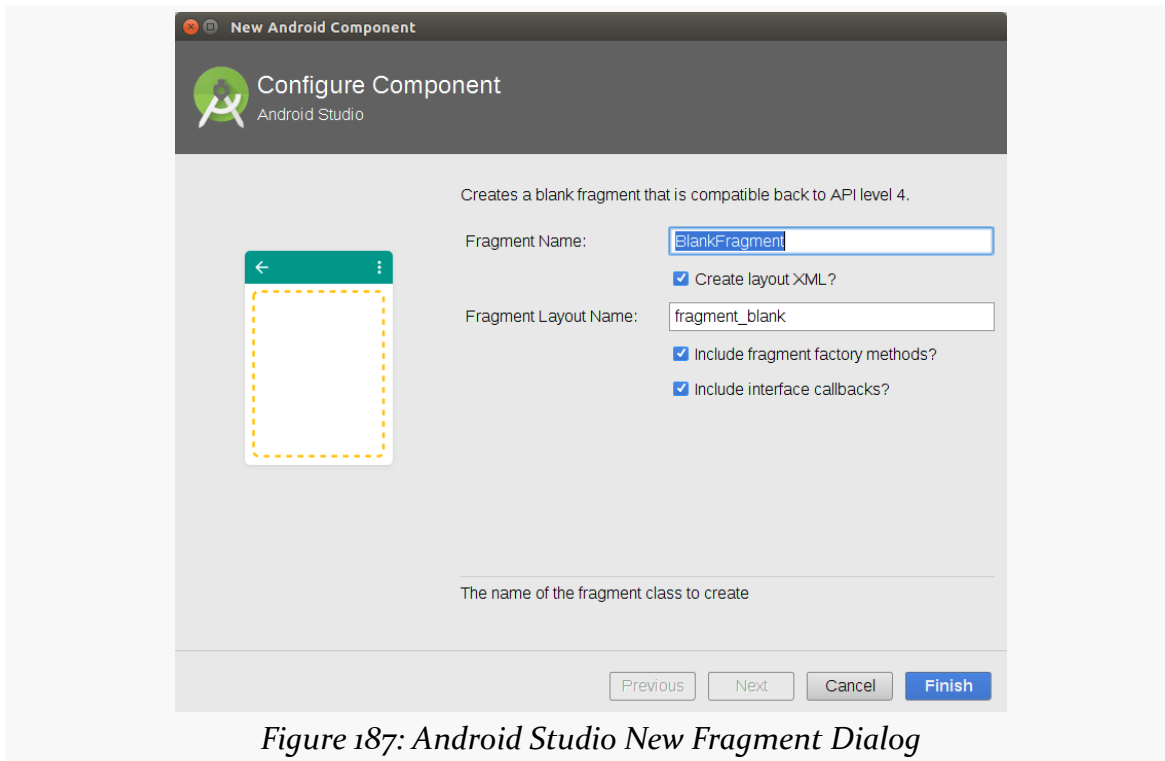 New Android Component
Configure Component
Android Studio
Creates a blank fragment that is compatible back to API level 4.
Fragment Name:
BlankFragment
Create layout XML?
Fragment Layout Name:
fragment_blank
Include fragment factory methods?
Include interface callbacks?
The name of the fragment class to create
Previous
Next
Cancel
Finish
Figure 187: Android Studio New Fragment Dialog